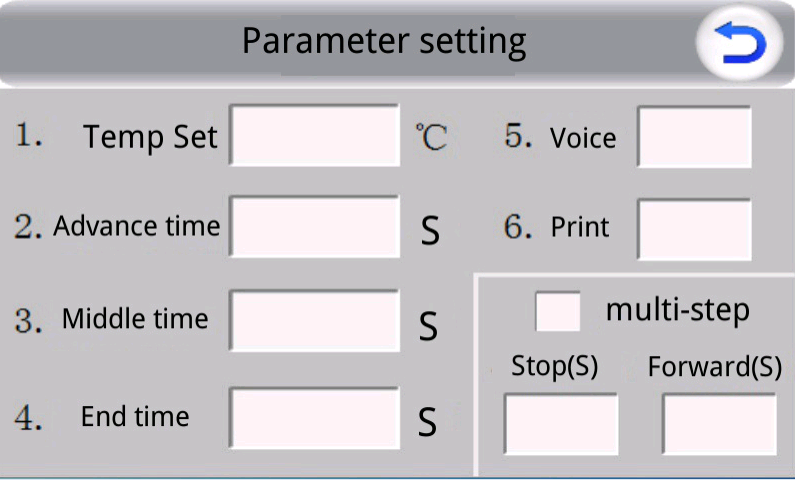 Parameter setting
1. Temp Set ℃
5. Voice
2. Advance time S
6. Print
3. Middle time S
multi-step
Stop(S) Forward(S)
4. End time S